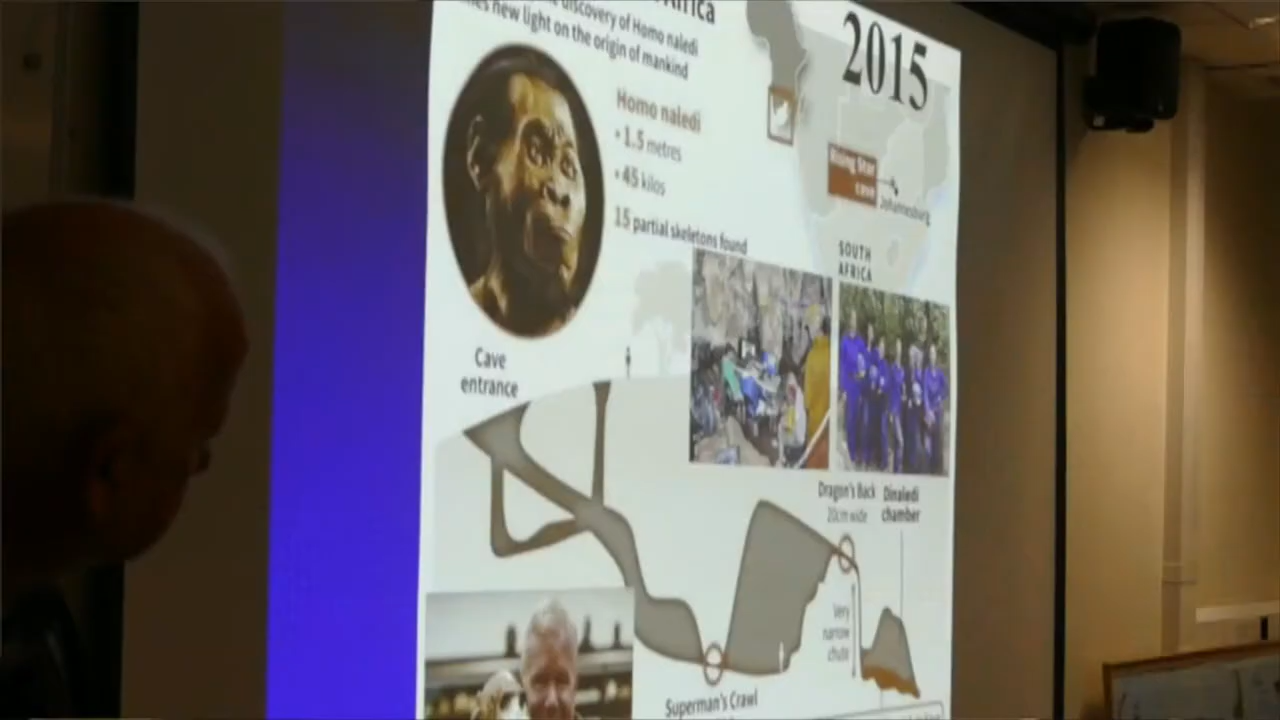 Africa
discovery of Homo naledi
new light on the origin of mankind
2015
Homo naledi
• 1.5 metres
• 45 kilos
15 partial skeletons found
Rising Star
cave
Johannesburg
SOUTH
AFRICA
Cave
entrance
Dragon's Back
20cm wide
Dinaledi
chamber
Very
narrow
chute
Superman's Crawl